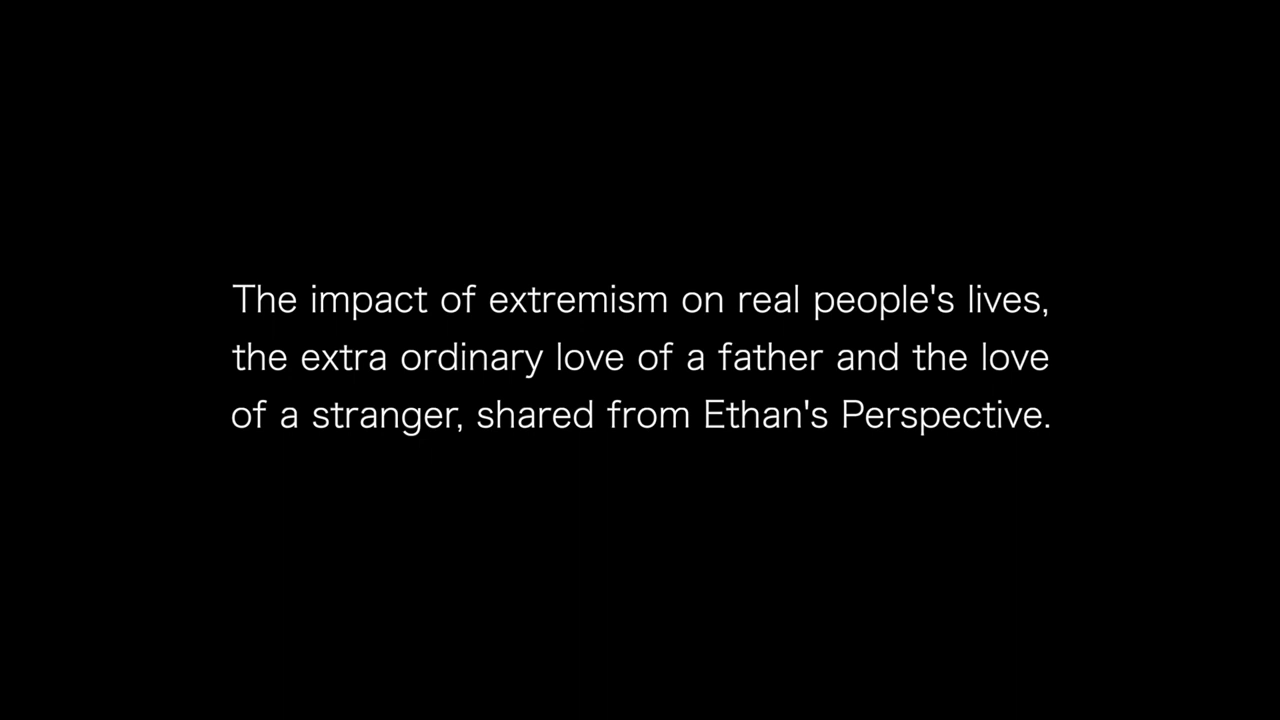 The impact of extremism on real people's lives,
the extra ordinary love of a father and the love
of a stranger, shared from Ethan's Perspective.